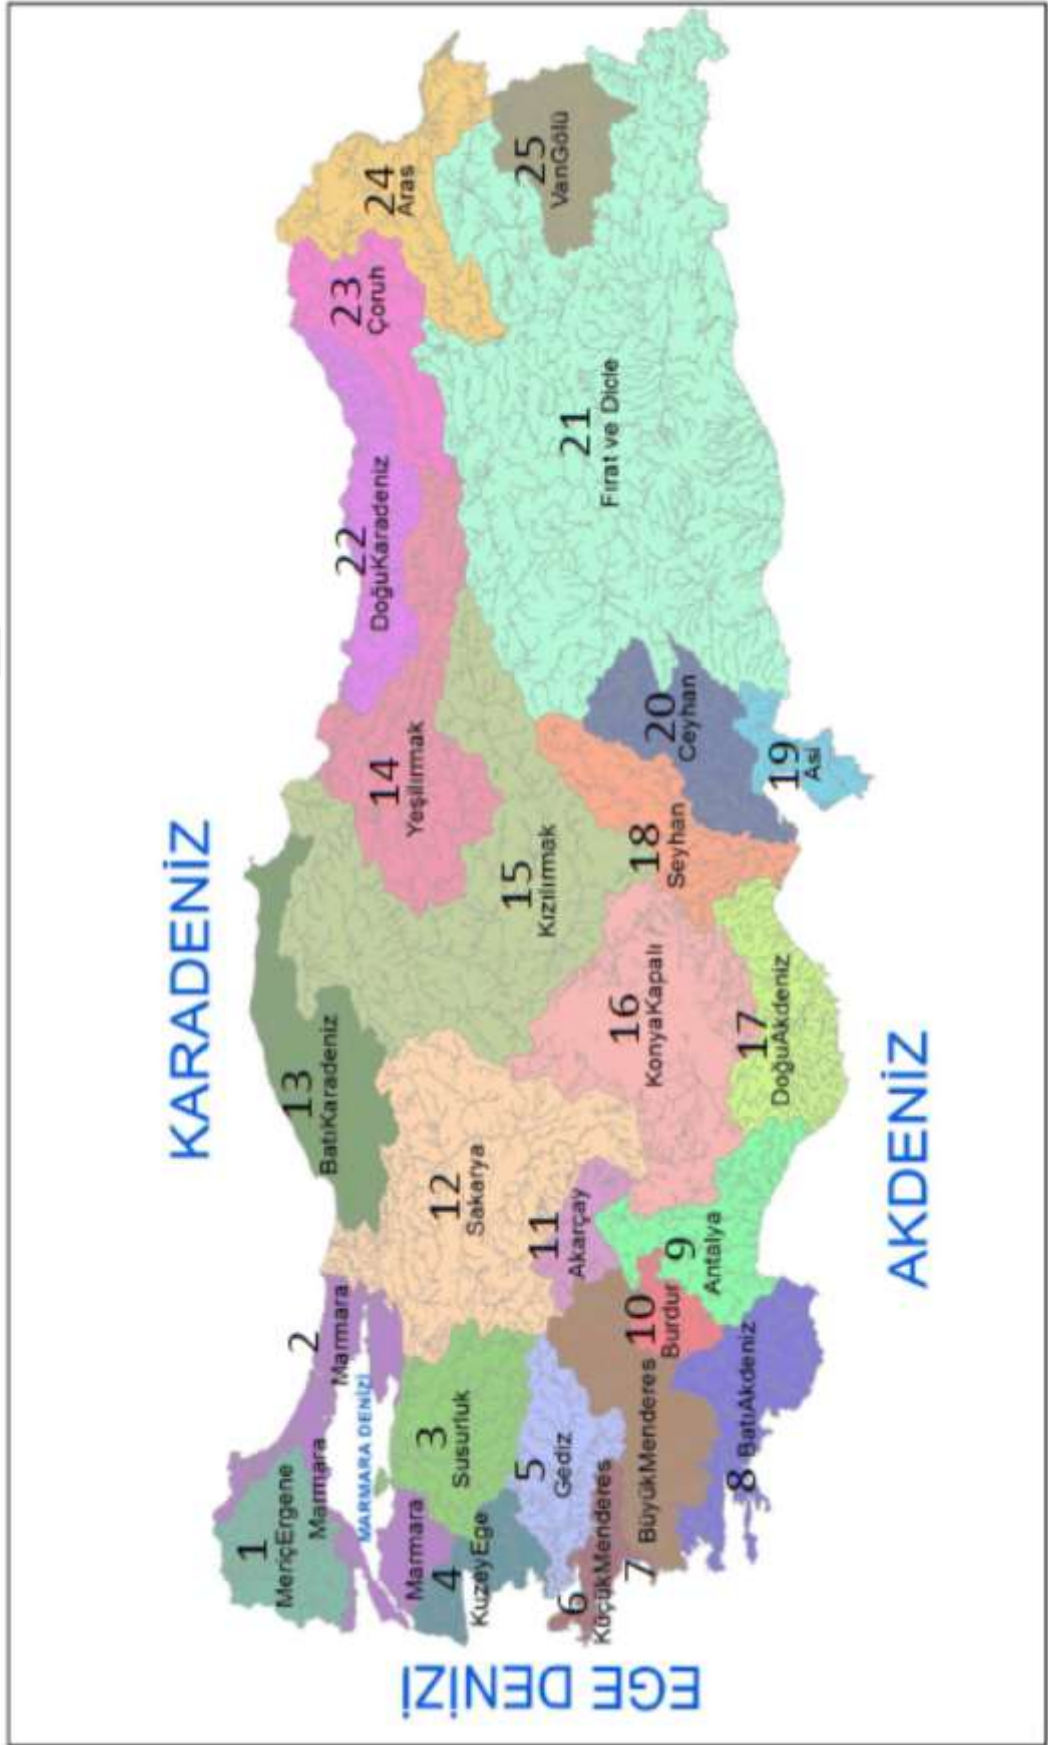 KARADENİZ
1
MeriçErgene
2
Marmara
Marmara
MARMARA DENİZİ
Marmara
3
Susurluk
4
KuzeyEge
5
Gediz
6
KüçükMenderes
7
BüyükMenderes
8
BatıAkdeniz
9
Antalya
10
Burdur
11
Akarçay
12
Sakarya
13
BatıKaradeniz
14
Yeşilırmak
15
Kızılırmak
16
KonyaKapalı
17
DoğuAkdeniz
18
Seyhan
19
Asi
20
Ceyhan
21
Fırat ve Dicle
22
DoğuKaradeniz
23
Çoruh
24
Aras
25
VanGölü
EGE DENİZİ
AKDENİZ